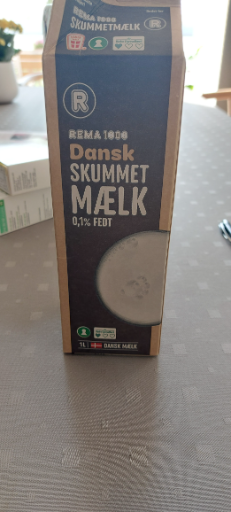 REMA 1000
SKUMMETMÆLK
R
R
REMA 1000
Dansk
SKUMMET
MÆLK
0,1% FEDT
1L DANSK MÆLK